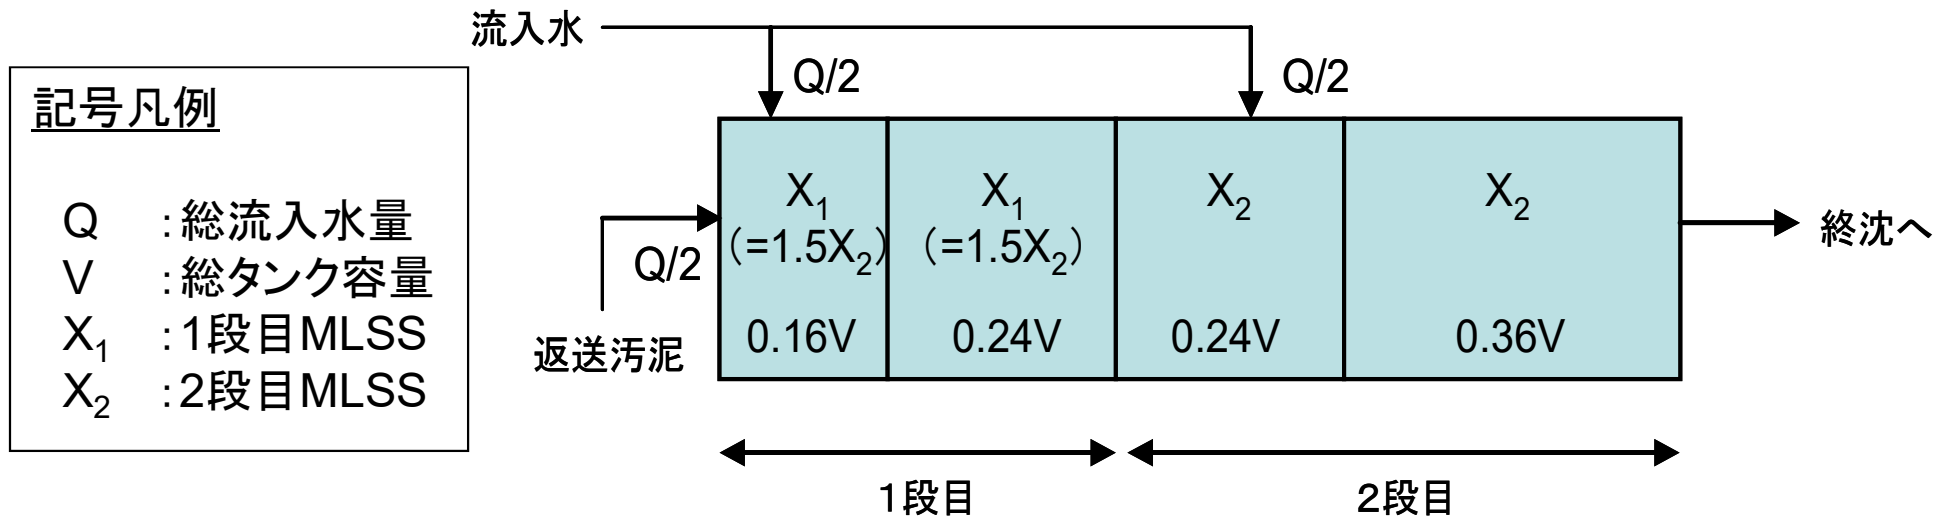 流入水
Q/2
Q/2
記号凡例
Q :総流入水量
V :総タンク容量
X₁ :1段目MLSS
X₂ :2段目MLSS
Q/2
返送汚泥
X₁
(=1.5X₂)
0.16V
X₁
(=1.5X₂)
0.24V
X₂
0.24V
X₂
0.36V
終沈へ
1段目
2段目